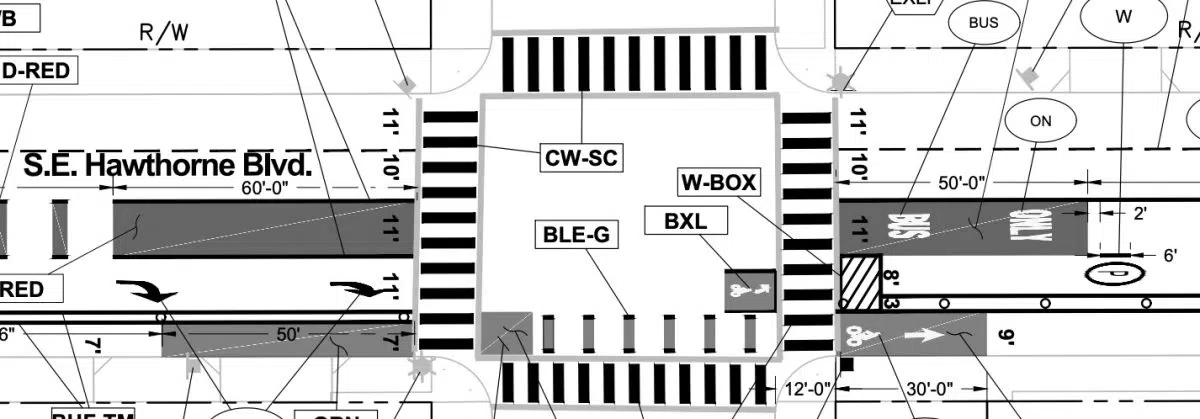 /B
R/W
BUS
W
R/
D-RED
ON
11'
11'
CW-SC
S.E. Hawthorne Blvd.
10'
10'
60'-0"
W-BOX
50'-0"
BXL
11'
11'
BUS
ONLY
2'
BLE-G
6'
RED
11'
8'
P
3'
6"
7'
50'
7'
9'
12'-0"
30'-0"
BUF-TM
GRN